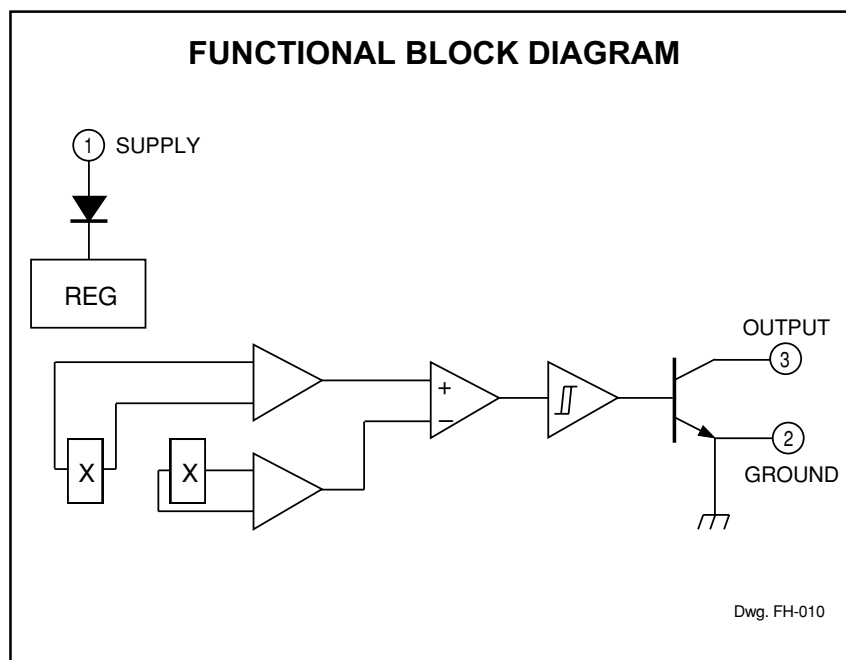 FUNCTIONAL BLOCK DIAGRAM
1 SUPPLY
REG
OUTPUT
3
+
−
X
X
2
GROUND
Dwg. FH-010